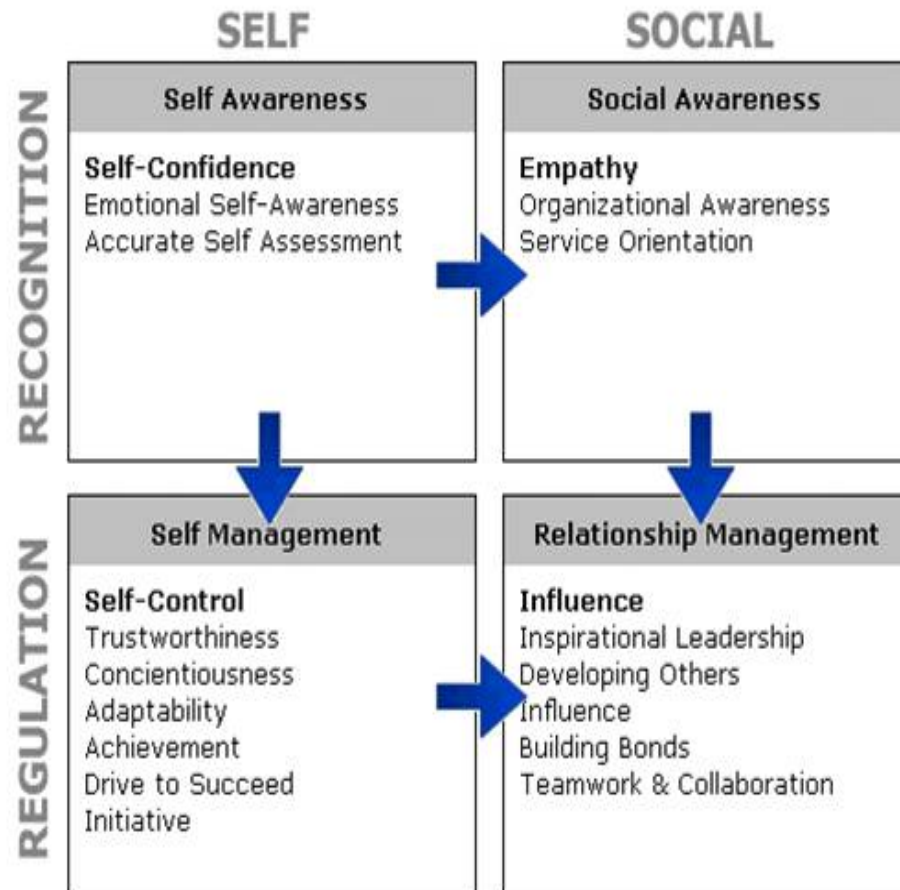 SELF
SOCIAL
RECOGNITION
Self Awareness
Self-Confidence
Emotional Self-Awareness
Accurate Self Assessment
Social Awareness
Empathy
Organizational Awareness
Service Orientation
REGULATION
Self Management
Self-Control
Trustworthiness
Concientiousness
Adaptability
Achievement
Drive to Succeed
Initiative
Relationship Management
Influence
Inspirational Leadership
Developing Others
Influence
Building Bonds
Teamwork & Collaboration